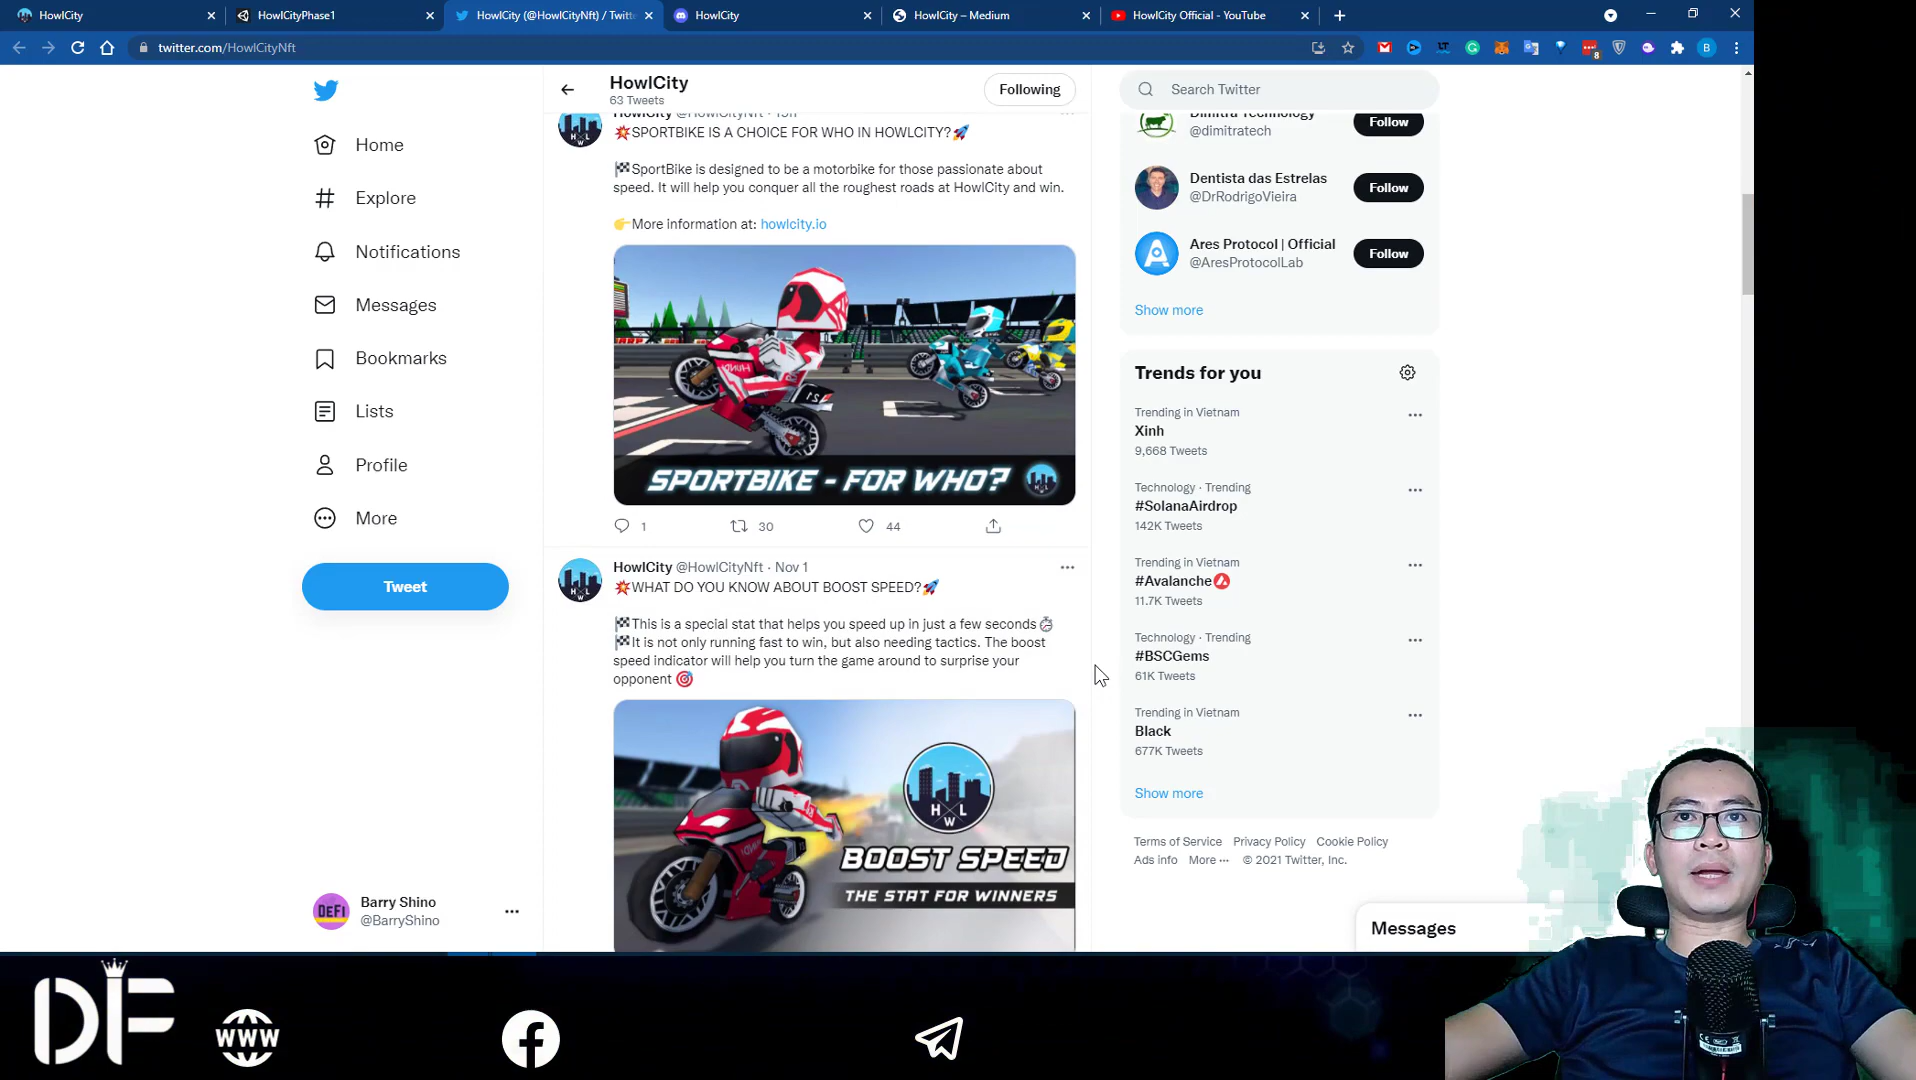 HowlCity
HowlCityPhase1
HowlCity (@HowlCityNft) / Twitt
HowlCity
HowlCity – Medium
HowlCity Official - YouTube
twitter.com/HowlCityNft
8
B
Home
Explore
Notifications
Messages
Bookmarks
Lists
Profile
More
Tweet
Barry Shino
@BarryShino
DEFI
HowlCity
63 Tweets
Following
HowlCity @HowlCityNft · 15h
💥SPORTBIKE IS A CHOICE FOR WHO IN HOWLCITY?🚀
🏁SportBike is designed to be a motorbike for those passionate about
speed. It will help you conquer all the roughest roads at HowlCity and win.
👉More information at: howlcity.io
SPORTBIKE - FOR WHO?
1
30
44
HowlCity @HowlCityNft · Nov 1
💥WHAT DO YOU KNOW ABOUT BOOST SPEED?🚀
🏁This is a special stat that helps you speed up in just a few seconds⏱
🏁It is not only running fast to win, but also needing tactics. The boost
speed indicator will help you turn the game around to surprise your
opponent 🎯
H L
W
BOOST SPEED
THE STAT FOR WINNERS
Search Twitter
Dimitra Technology
@dimitratech
Follow
Dentista das Estrelas
@DrRodrigoVieira
Follow
Ares Protocol | Official
@AresProtocolLab
Follow
Show more
Trends for you
Trending in Vietnam
Xinh
9,668 Tweets
Technology · Trending
#SolanaAirdrop
142K Tweets
Trending in Vietnam
#Avalanche
11.7K Tweets
Technology · Trending
#BSCGems
61K Tweets
Trending in Vietnam
Black
677K Tweets
Show more
Terms of Service Privacy Policy Cookie Policy
Ads info More ··· © 2021 Twitter, Inc.
Messages
DF
WWW